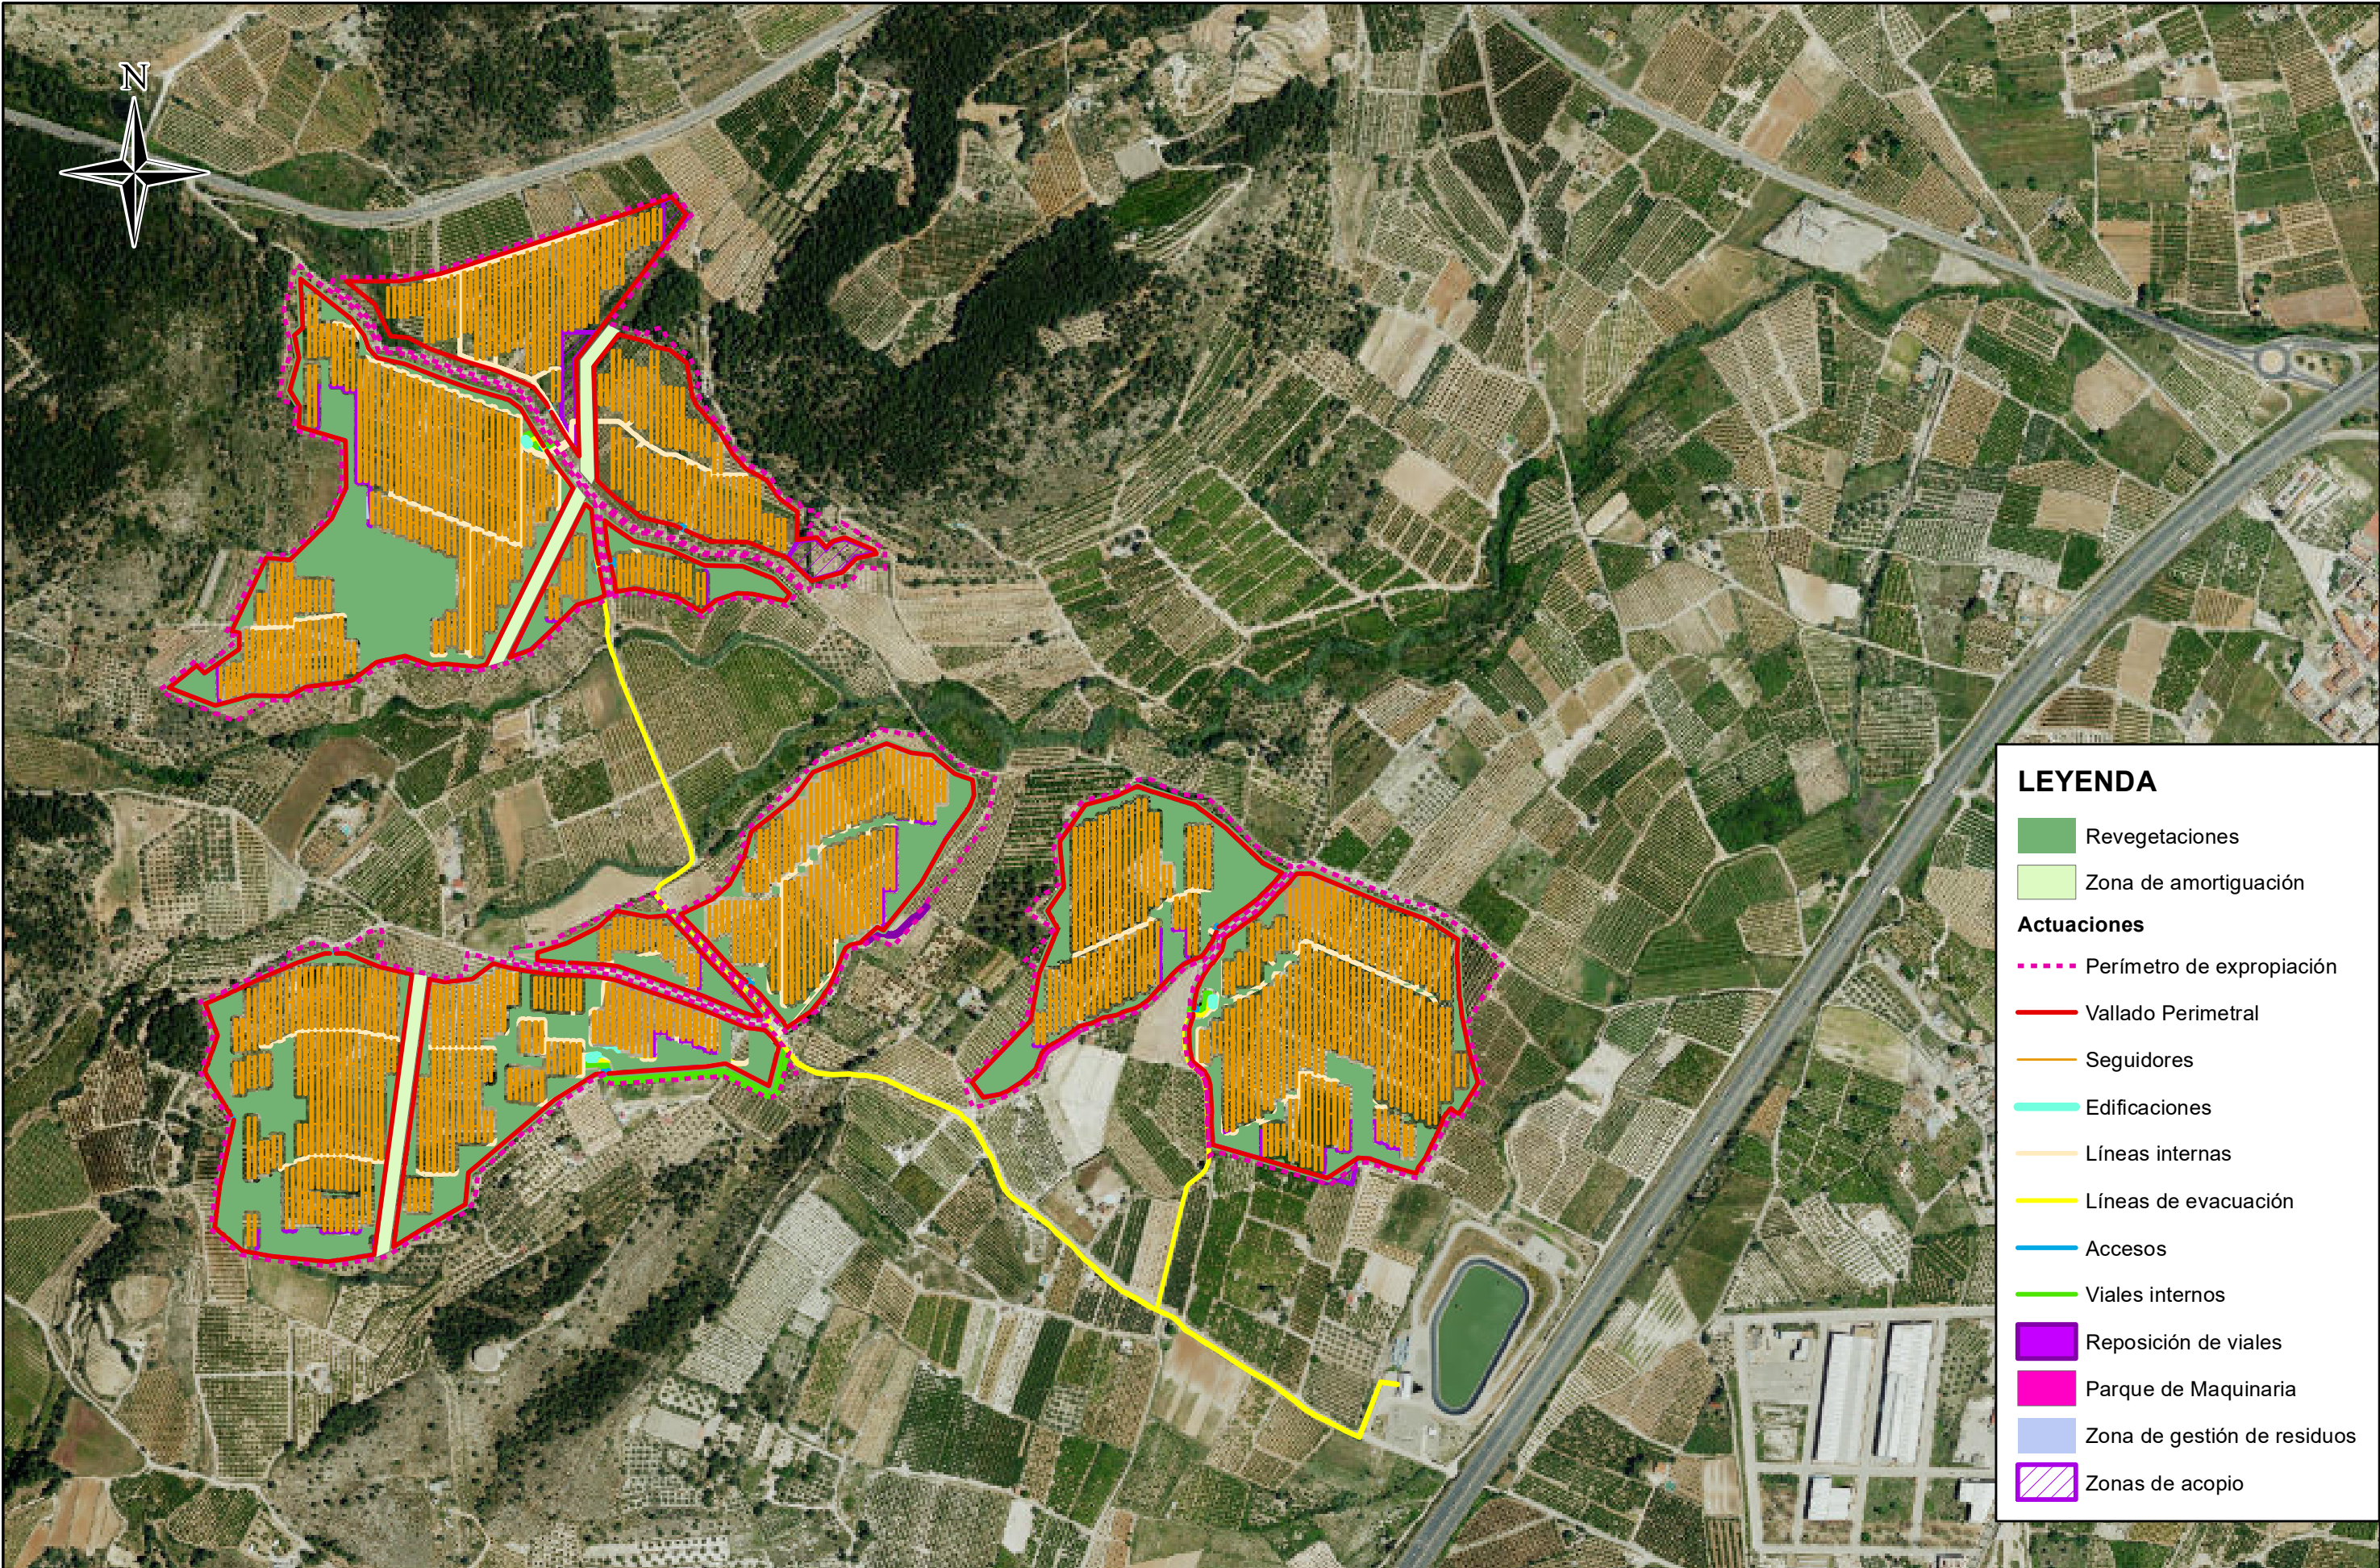 N
LEYENDA
Revegetaciones
Zona de amortiguación
Actuaciones
Perímetro de expropiación
Vallado Perimetral
Seguidores
Edificaciones
Líneas internas
Líneas de evacuación
Accesos
Viales internos
Reposición de viales
Parque de Maquinaria
Zona de gestión de residuos
Zonas de acopio